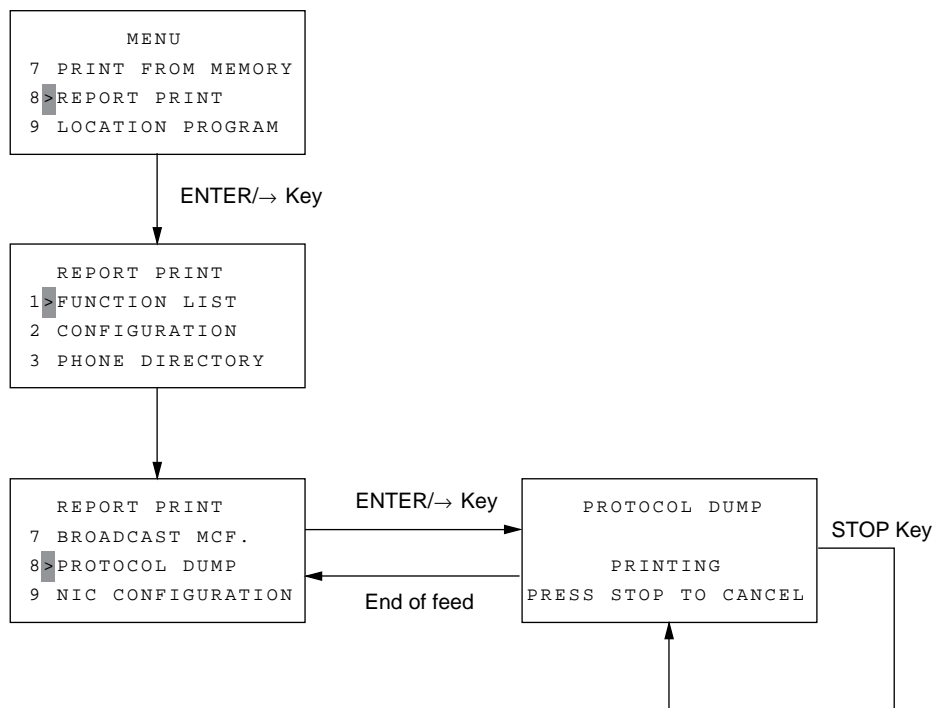 MENU
7 PRINT FROM MEMORY
8>REPORT PRINT
9 LOCATION PROGRAM
ENTER/→ Key
REPORT PRINT
1>FUNCTION LIST
2 CONFIGURATION
3 PHONE DIRECTORY
REPORT PRINT
7 BROADCAST MCF.
8>PROTOCOL DUMP
9 NIC CONFIGURATION
ENTER/→ Key
End of feed
PROTOCOL DUMP
PRINTING
PRESS STOP TO CANCEL
STOP Key